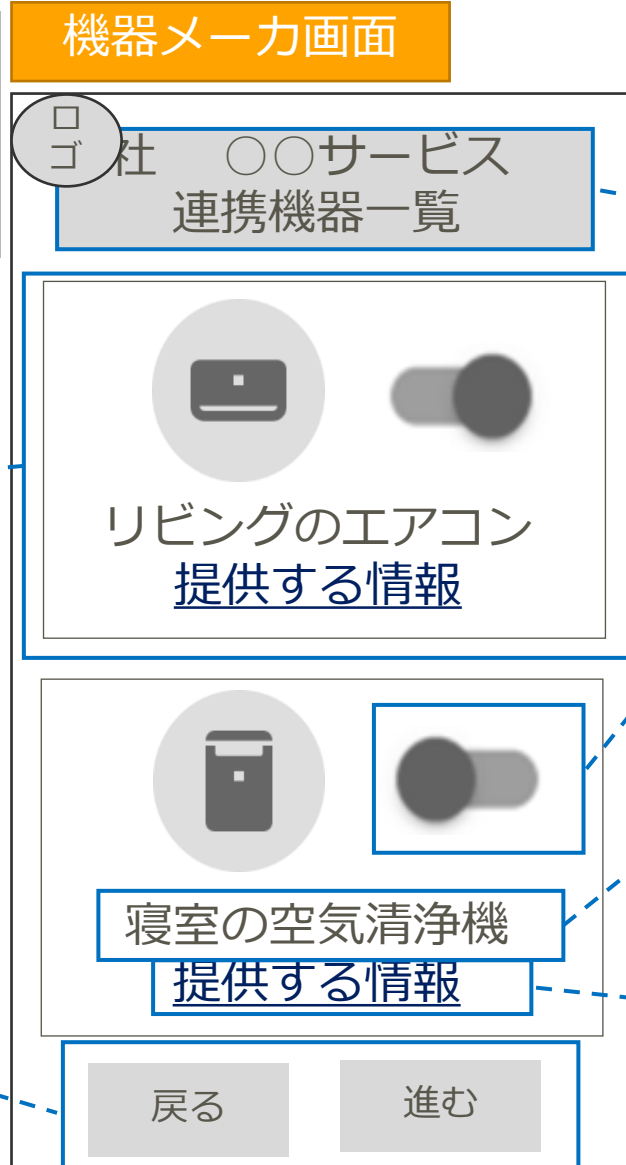 機器メーカ画面
ロ
ゴ
社 ○○サービス
連携機器一覧
リビングのエアコン
提供する情報
寝室の空気清浄機
提供する情報
戻る
進む